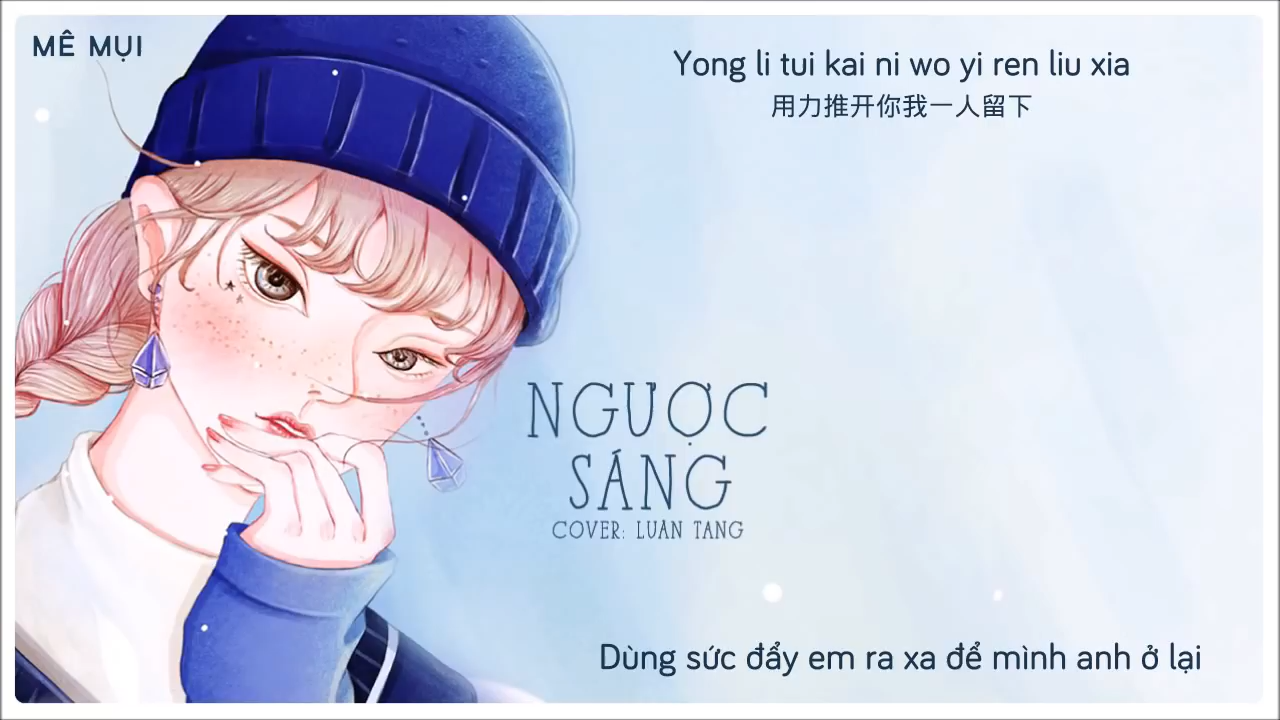 MÊ MỤI
Yong li tui kai ni wo yi ren liu xia
用力推开你我一人留下
NGƯỢC
SÁNG
COVER: LUÂN TANG
Dùng sức đẩy em ra xa để mình anh ở lại